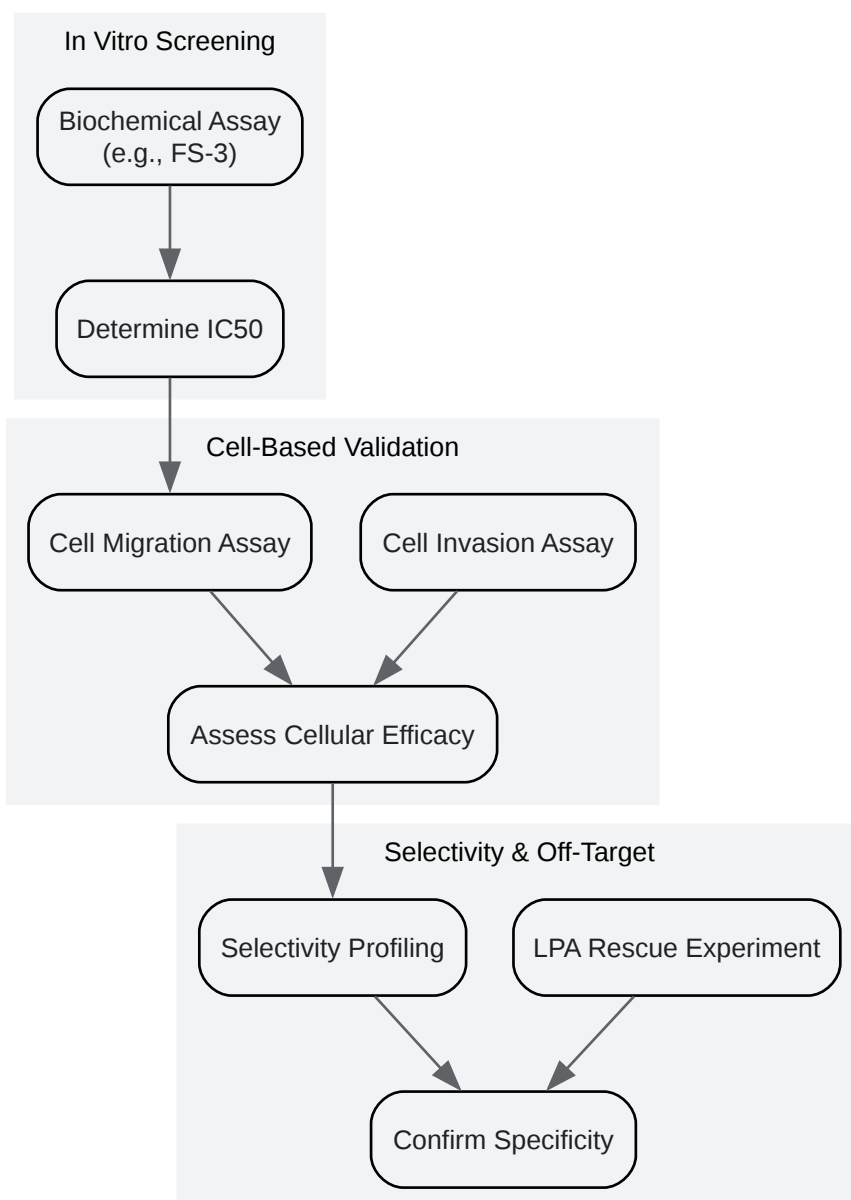 In Vitro Screening
Biochemical Assay
(e.g., FS-3)
Determine IC50
Cell-Based Validation
Cell Migration Assay
Cell Invasion Assay
Assess Cellular Efficacy
Selectivity & Off-Target
Selectivity Profiling
LPA Rescue Experiment
Confirm Specificity